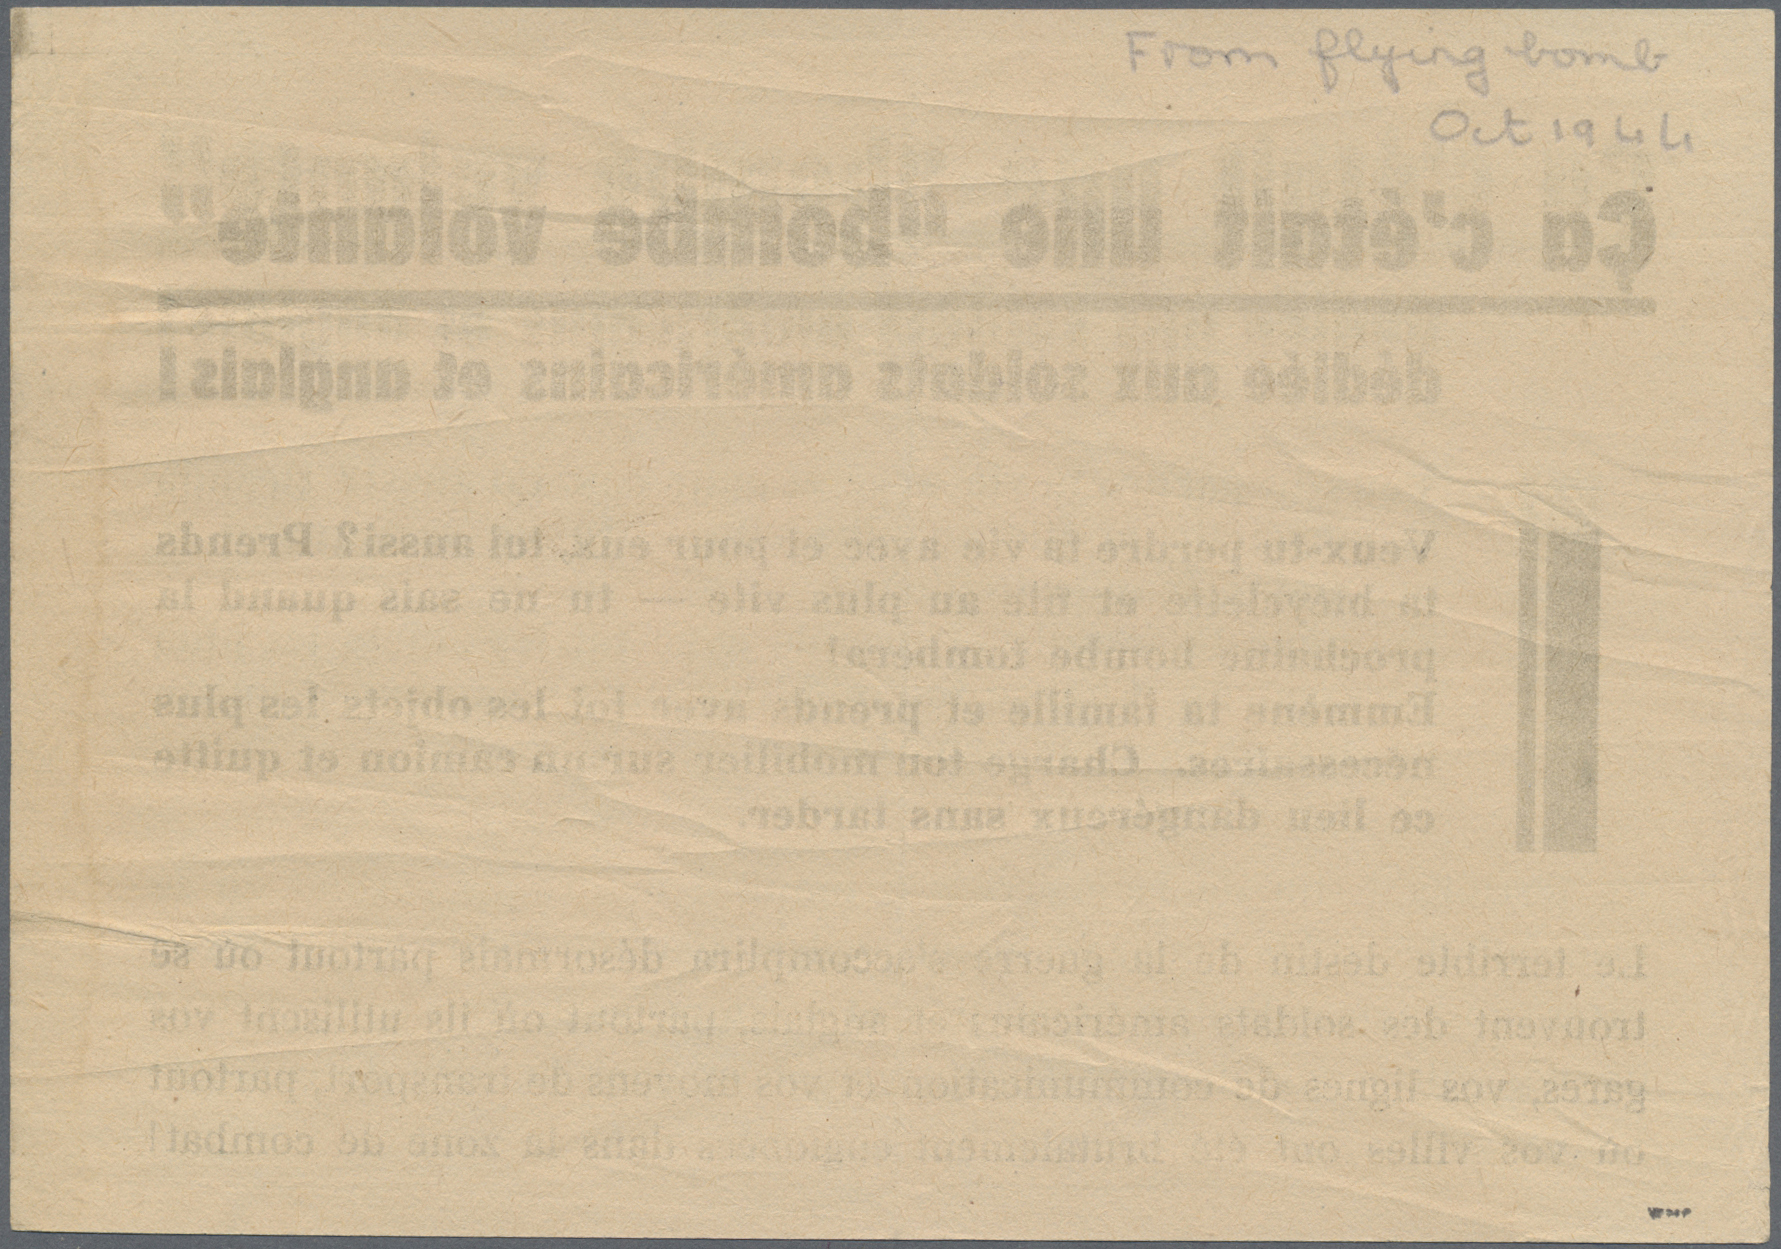 From flying bomb
Oct 1944
Ça c'était une "bombe volante"
dédiée aux soldats américains et anglais!
Veux-tu perdre ta vie avec et pour eux, toi aussi? Prends
ta bicyclette et file au plus vite — tu ne sais quand la
prochaine bombe tombera!
Emmène ta famille et prends avec toi les objets les plus
nécessaires. Charge ton mobilier sur un camion et quitte
ce lieu dangéreux sans tarder.
Le terrible destin de la guerre s'accomplira désormais partout où se
trouvent des soldats américains et anglais, partout où ils utilisent vos
gares, vos lignes de communication et vos moyens de transport, partout
où vos villes ont été brutalement englobées dans la zone de combat!